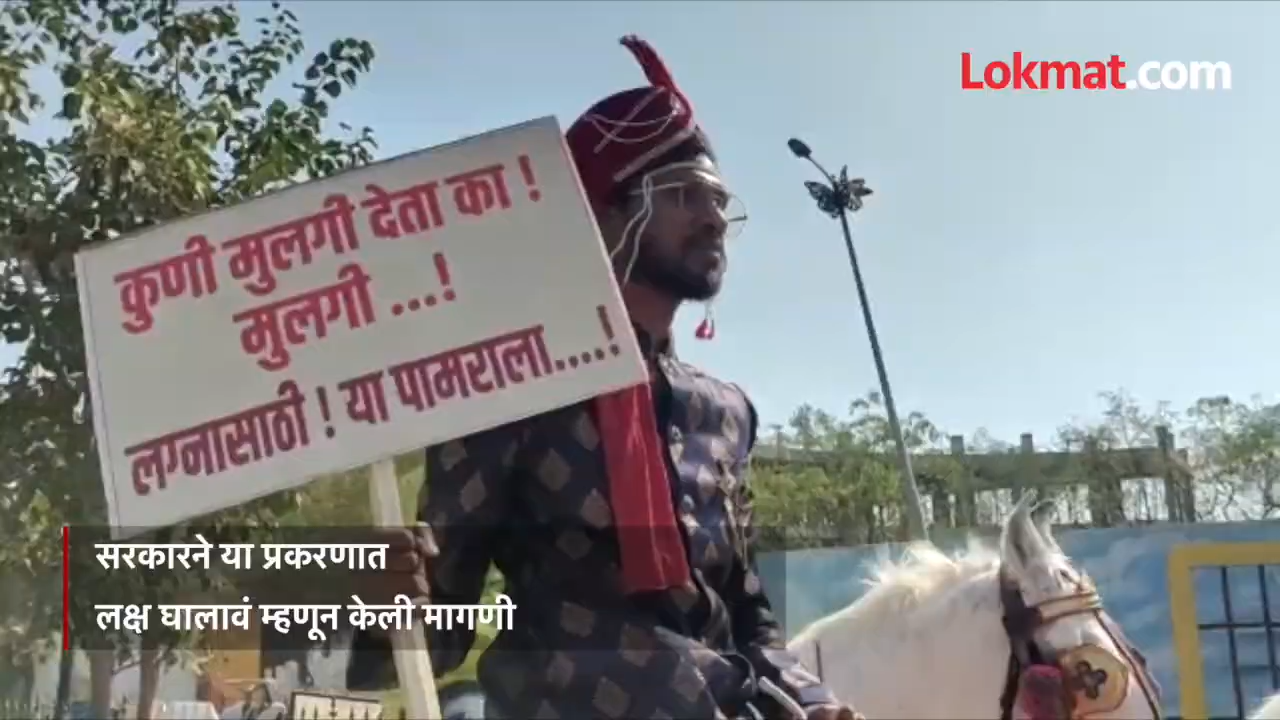 Lokmat.com
कुणी मुलगी देता का !
मुलगी ...!
लग्नासाठी ! या पामराला....!
सरकारने या प्रकरणात
लक्ष घालावं म्हणून केली मागणी